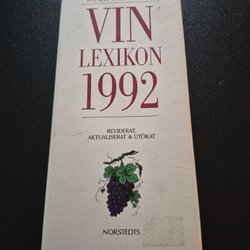 VIN
LEXIKON
1992
REVIDERAT,
AKTUALISERAT & UTÖKAT
NORSTEDTS